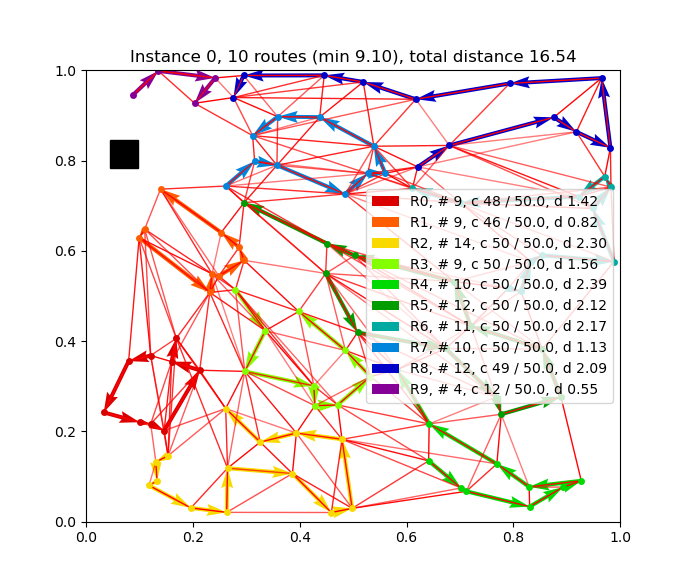 Instance 0, 10 routes (min 9.10), total distance 16.54
1.0
0.8
0.6
0.4
0.2
0.0
R0, # 9, c 48 / 50.0, d 1.42
R1, # 9, c 46 / 50.0, d 0.82
R2, # 14, c 50 / 50.0, d 2.30
R3, # 9, c 50 / 50.0, d 1.56
R4, # 10, c 50 / 50.0, d 2.39
R5, # 12, c 50 / 50.0, d 2.12
R6, # 11, c 50 / 50.0, d 2.17
R7, # 10, c 50 / 50.0, d 1.13
R8, # 12, c 49 / 50.0, d 2.09
R9, # 4, c 12 / 50.0, d 0.55
0.0 0.2 0.4 0.6 0.8 1.0